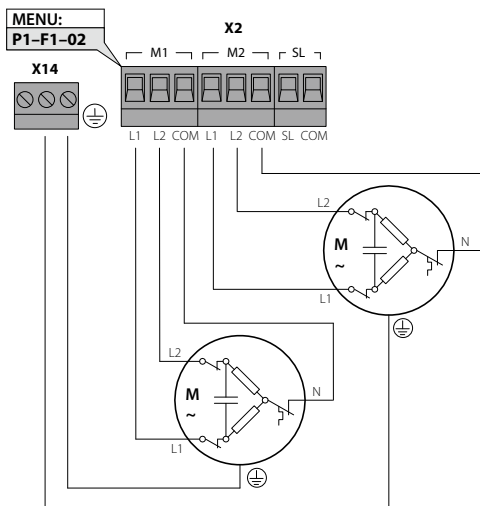 MENU:
P1–F1–02
X2
X14
M1 M2 SL
L1 L2 COM L1 L2 COM SL COM
L2
M
~
N
L1
L2
M
~
N
L1